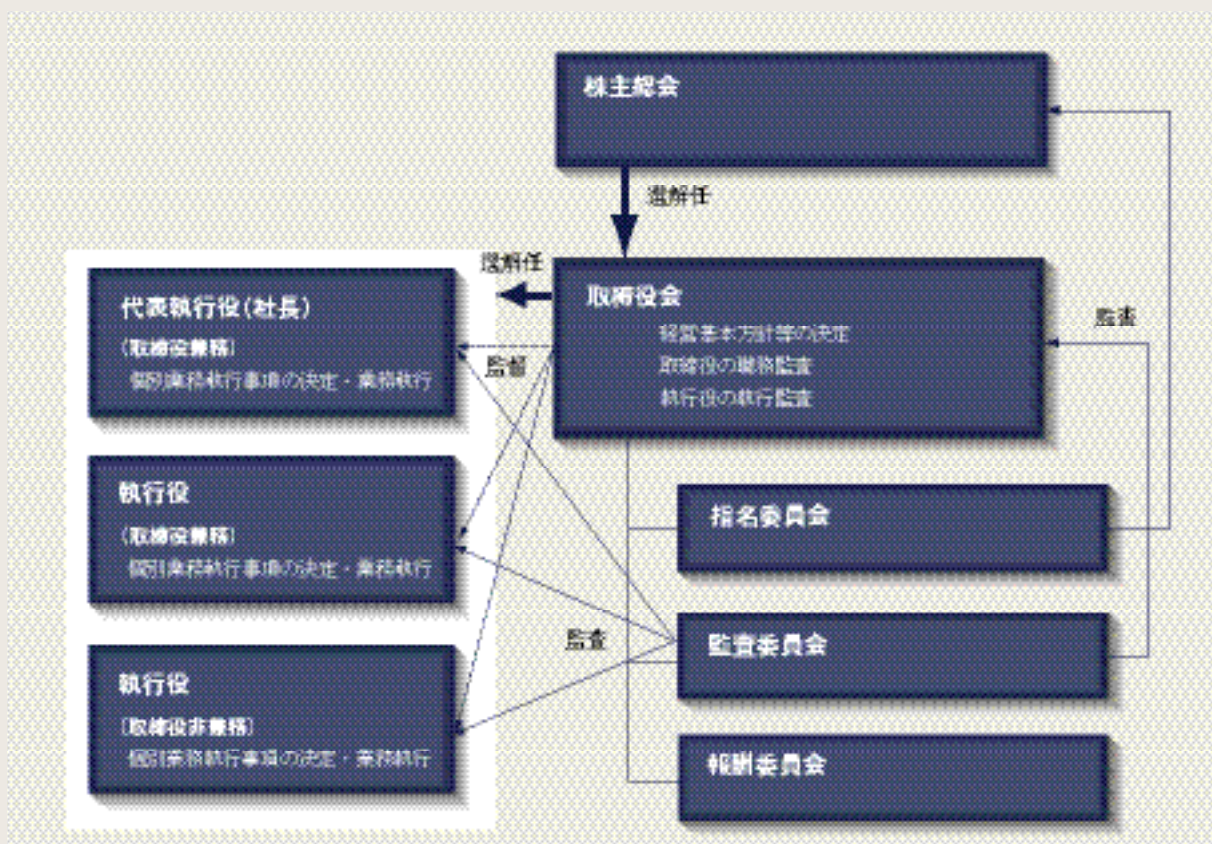 株主総会
選解任
選解任
取締役会
経営基本方針等の決定
取締役の職務監査
執行役の執行監査
監査
代表執行役(社長)
(取締役兼務)
個別業務執行事項の決定・業務執行
監督
執行役
(取締役兼務)
個別業務執行事項の決定・業務執行
指名委員会
監査
監査委員会
執行役
(取締役非兼務)
個別業務執行事項の決定・業務執行
報酬委員会